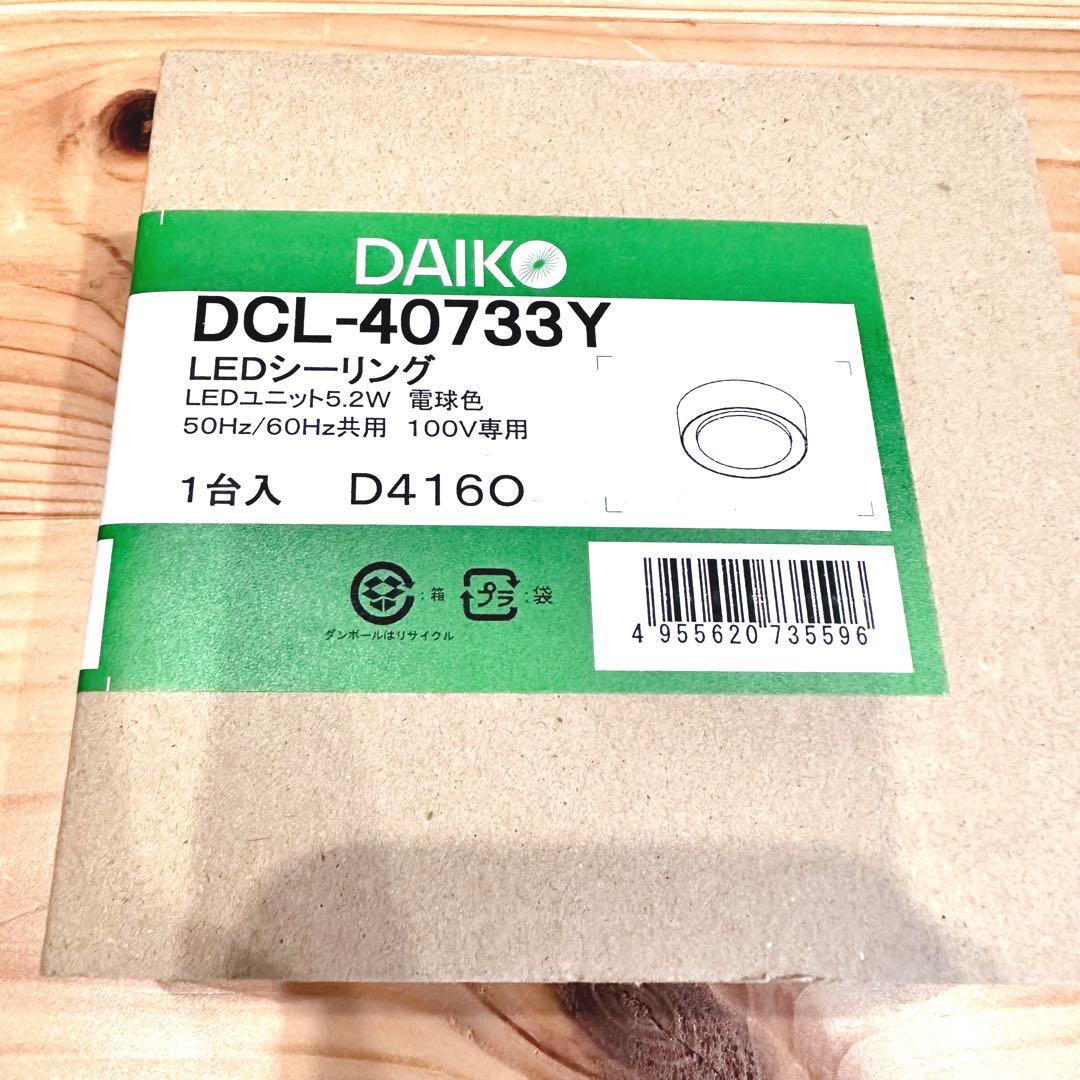 DAIKO
DCL-40733Y
LEDシーリング
LEDユニット5.2W 電球色
50Hz/60Hz共用 100V専用
1台入 D4160
:箱 プラ:袋
ダンボールはリサイクル
4 955620 735596